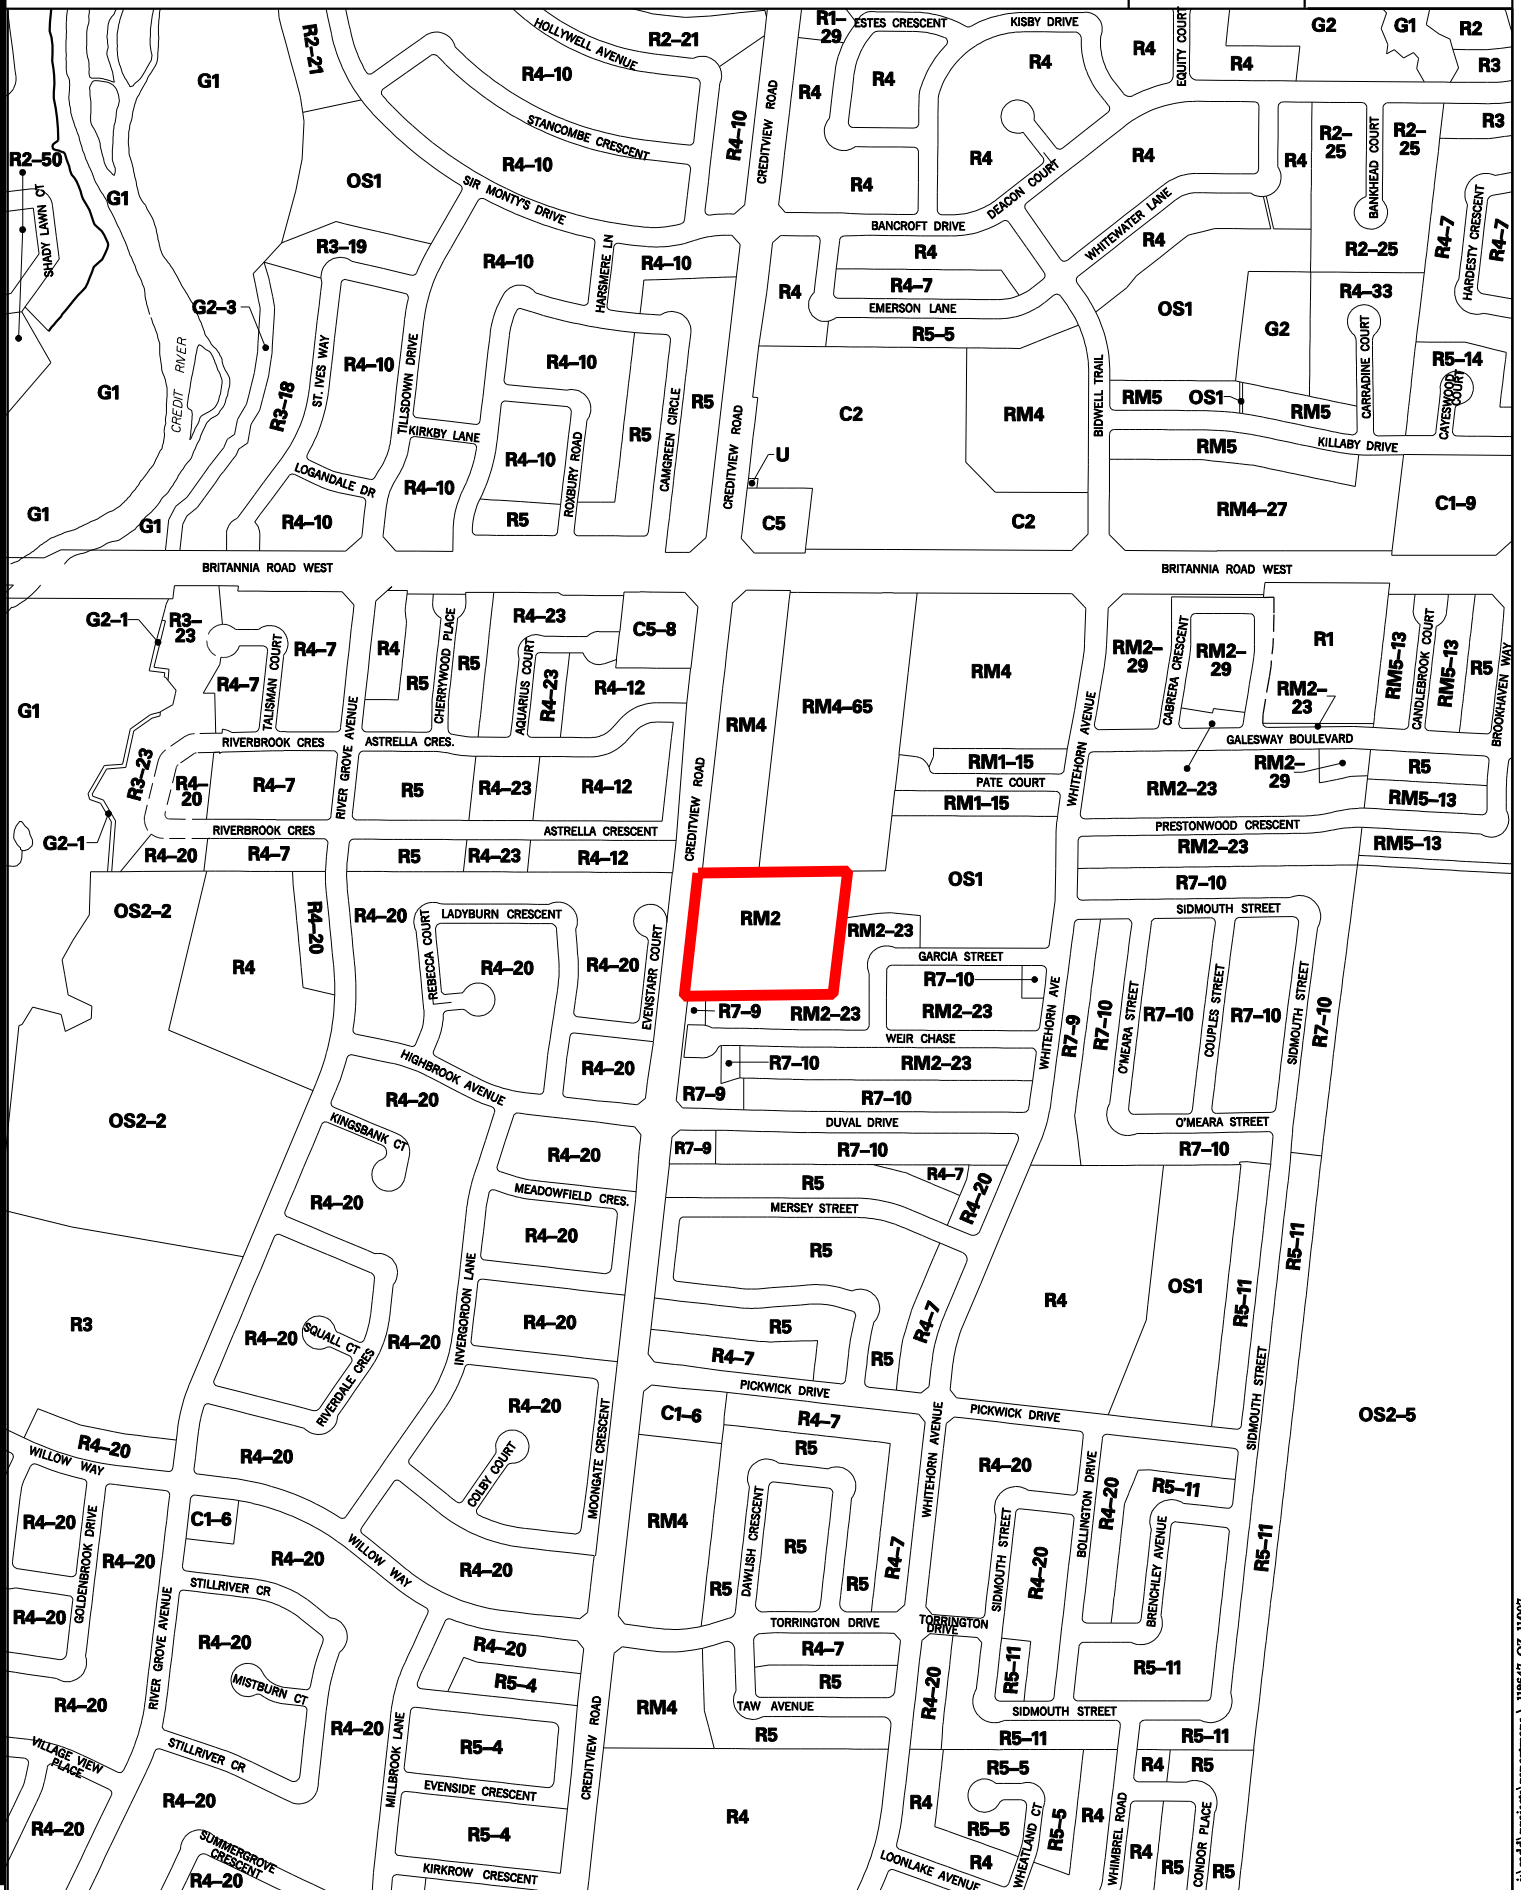 R1–
29
ESTES CRESCENT
KISBY DRIVE
EQUITY COURT
G2
G1
R2
R2–21
HOLLYWELL AVENUE
R2–21
R4
R4
R3
G1
R4–10
R4
R4
R4
R4–10
CREDITVIEW ROAD
STANCOMBE CRESCENT
R2–
25
BANKHEAD COURT
R2–
25
R3
R2–50
R4–10
R4
R4
R4
SHADY LAWN CT
G1
OS1
SIR MONTY'S DRIVE
R4
DEACON COURT
WHITEWATER LANE
BANCROFT DRIVE
R4–7
HARDESTY CRESCENT
R4–7
R3–19
R4–10
HARSMERE LN
R4–10
R4
R4
R2–25
G2–3
R4
R4–7
EMERSON LANE
OS1
R4–33
R5–5
G2
CREDIT RIVER
G1
ST. IVES WAY
R4–10
TILLSDOWN DRIVE
R4–10
R3–18
CARRADINE COURT
R5–14
CAYESWOOD
COURT
R5
C2
RM4
BIDWELL TRAIL
RM5
OS1
RM5
KIRKBY LANE
R5
CAMGREEN CIRCLE
CREDITVIEW ROAD
KILLABY DRIVE
RM5
R4–10
ROXBURY ROAD
U
LOGANDALE DR
R4–10
G1
G1
R4–10
R5
C5
C2
RM4–27
C1–9
BRITANNIA ROAD WEST
BRITANNIA ROAD WEST
G2–1
R3–
23
R4–7
R4
CHERRYWOOD PLACE
R5
R5
R4–23
C5–8
TALISMAN COURT
R4–7
AQUARIUS COURT
R4–23
R4–12
RM4
RM2–
29
CABRERA CRESCENT
RM2–
29
R1
RM5–13
CANDLEBROOK COURT
RM5–13
R5
BROOKHAVEN WAY
RM2–
23
G1
RM4
RM4–65
RIVERBROOK CRES
RIVER GROVE AVENUE
ASTRELLA CRES.
WHITEHORN AVENUE
GALESWAY BOULEVARD
R3–23
R4–
20
R4–7
R5
R4–23
R4–12
CREDITVIEW ROAD
RM1–15
PATE COURT
RM1–15
RM2–23
RM2–
29
R5
RM5–13
RIVERBROOK CRES
ASTRELLA CRESCENT
PRESTONWOOD CRESCENT
G2–1
R4–20
R4–7
R5
R4–23
R4–12
RM2–23
RM5–13
OS1
R7–10
OS2–2
R4–20
R4–20
REBECCA COURT
LADYBURN CRESCENT
RM2
RM2–23
SIDMOUTH STREET
R4
R4–20
R4–20
EVENSTARR COURT
GARCIA STREET
R7–10
RM2–23
R7–9
RM2–23
WEIR CHASE
WHITEHORN AVE
R7–9
R7–10
O'MEARA STREET
R7–10
COUPLES STREET
R7–10
SIDMOUTH STREET
R7–10
HIGHBROOK AVENUE
R4–20
R7–10
RM2–23
R7–9
R7–10
OS2–2
R4–20
KINGSBANK CT
DUVAL DRIVE
O'MEARA STREET
R4–20
R7–9
R7–10
R7–10
R4–20
MEADOWFIELD CRES.
R5
R4–7
R4–20
MERSEY STREET
R4–20
R5
R5–11
INVERGORDON LANE
R4
OS1
R5–11
R3
R4–20
SQUALL CT
RIVERDALE CRES
R4–20
R4–20
R5
R4–7
R4–7
R5
PICKWICK DRIVE
R4–20
MOONGATE CRESCENT
C1–6
R4–7
WHITEHORN AVENUE
PICKWICK DRIVE
SIDMOUTH STREET
OS2–5
R4–20
WILLOW WAY
R4–20
COLBY COURT
R5
R4–20
BOLLINGTON DRIVE
R4–20
R5–11
R4–20
GOLDENBROOK DRIVE
R4–20
C1–6
RM4
DAWLISH CRESCENT
R5
R4–7
SIDMOUTH STREET
R4–20
BRENCHLEY AVENUE
R5–11
R4–20
WILLOW WAY
R4–20
STILLRIVER CR
R5
R5
R4–20
RIVER GROVE AVENUE
R4–20
TORRINGTON DRIVE
TORRINGTON
DRIVE
R4–20
R4–7
R5–11
R5–4
R5
R4–20
R5–11
MISTBURN CT
R4–20
R4–20
MILLBROOK LANE
CREDITVIEW ROAD
RM4
TAW AVENUE
SIDMOUTH STREET
R5
R5–11
R5–11
R5–4
VILLAGE VIEW
PLACE
STILLRIVER CR
R5–5
R4
R5
EVENSIDE CRESCENT
R4–20
R4–20
R5–4
R4
R4
R5–5
WHEATLAND CT
R5–5
R4
WHIMBREL ROAD
R4
R5
CONDOR PLACE
R5
SUMMERGROVE
CRESCENT
R4–20
KIRKROW CRESCENT
LOONLAKE AVENUE
R4